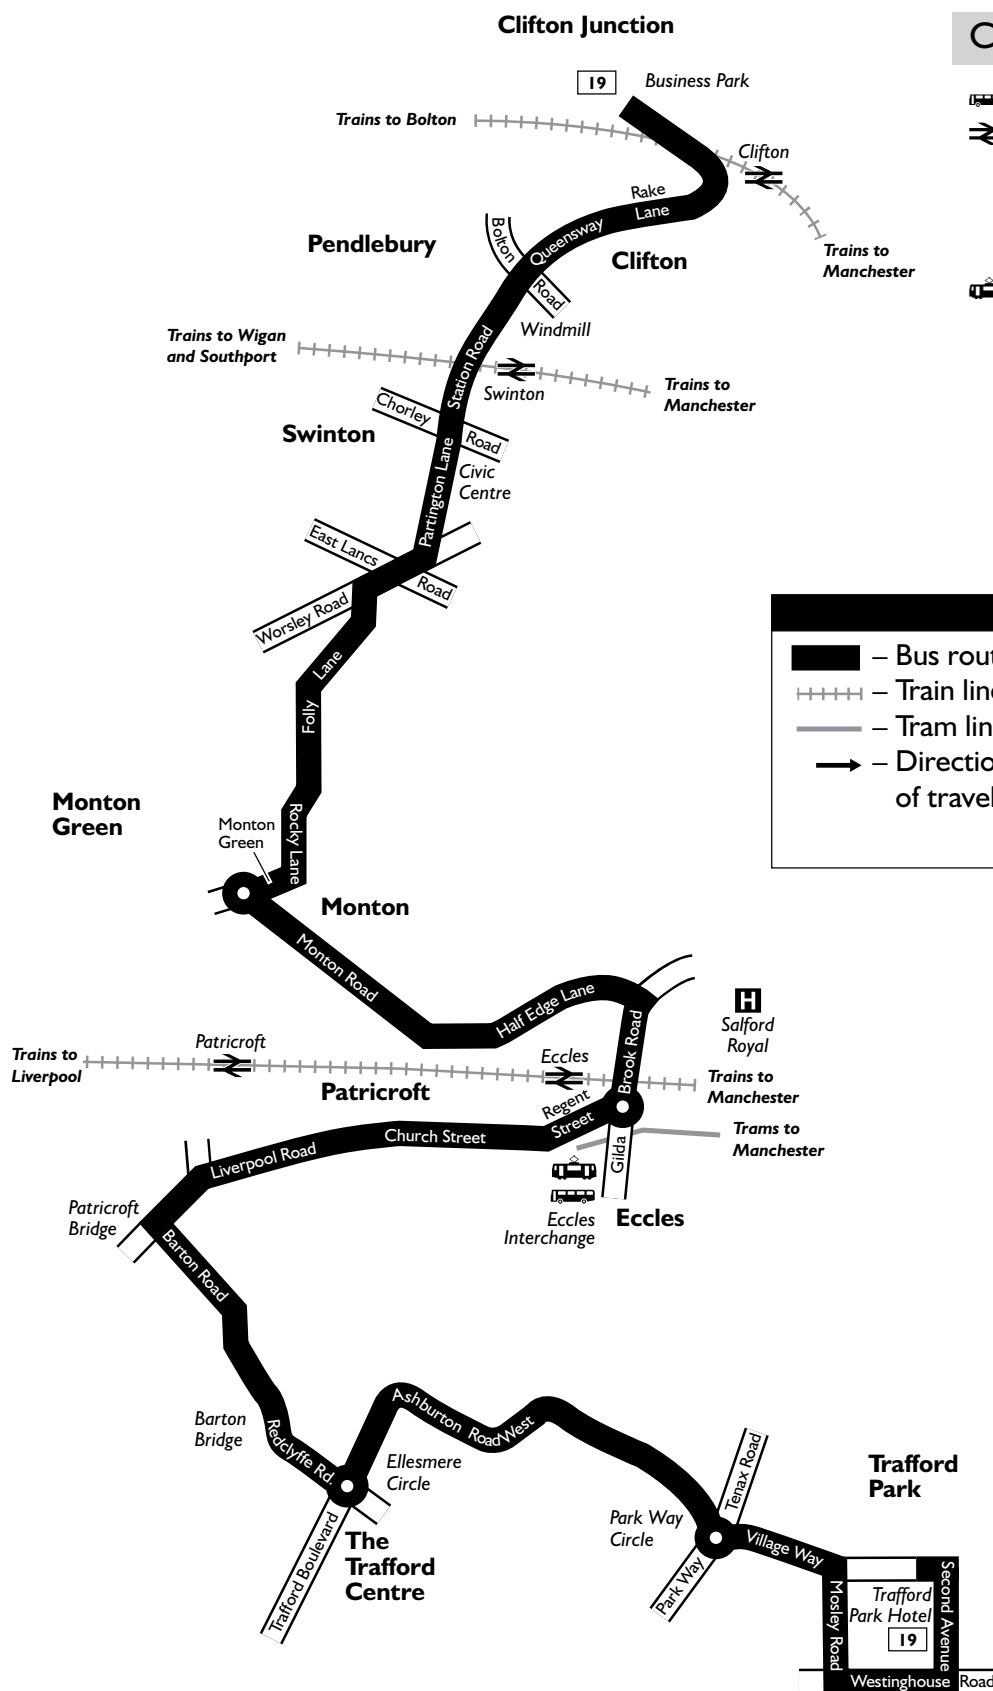 Clifton Junction
C
19
Business Park
Trains to Bolton
Clifton
Rake
Lane
Queensway
Bolton
Road
Pendlebury
Clifton
Trains to
Manchester
Windmill
Trains to Wigan
and Southport
Station Road
Swinton
Trains to
Manchester
Chorley
Road
Swinton
Partington Lane
Civic
Centre
East Lancs
Road
Worsley Road
– Bus rout
– Train line
– Tram lin
– Directio
of travel
Folly
Lane
Monton
Green
Monton
Green
Rocky Lane
Monton
Monton Road
Half Edge Lane
H
Salford
Royal
Brook Road
Patricroft
Trains to
Liverpool
Eccles
Patricroft
Trains to
Manchester
Regent
Street
Church Street
Trams to
Manchester
Liverpool Road
Gilda
Patricroft
Bridge
Eccles
Interchange
Eccles
Barton Road
Barton
Bridge
Redclyffe Rd.
Ashburton Road West
Ellesmere
Circle
Tenax Road
Trafford
Park
Park Way
Circle
The
Trafford
Centre
Trafford Boulevard
Village Way
Park Way
Mosley Road
Trafford
Park Hotel
19
Second Avenue
Westinghouse Road